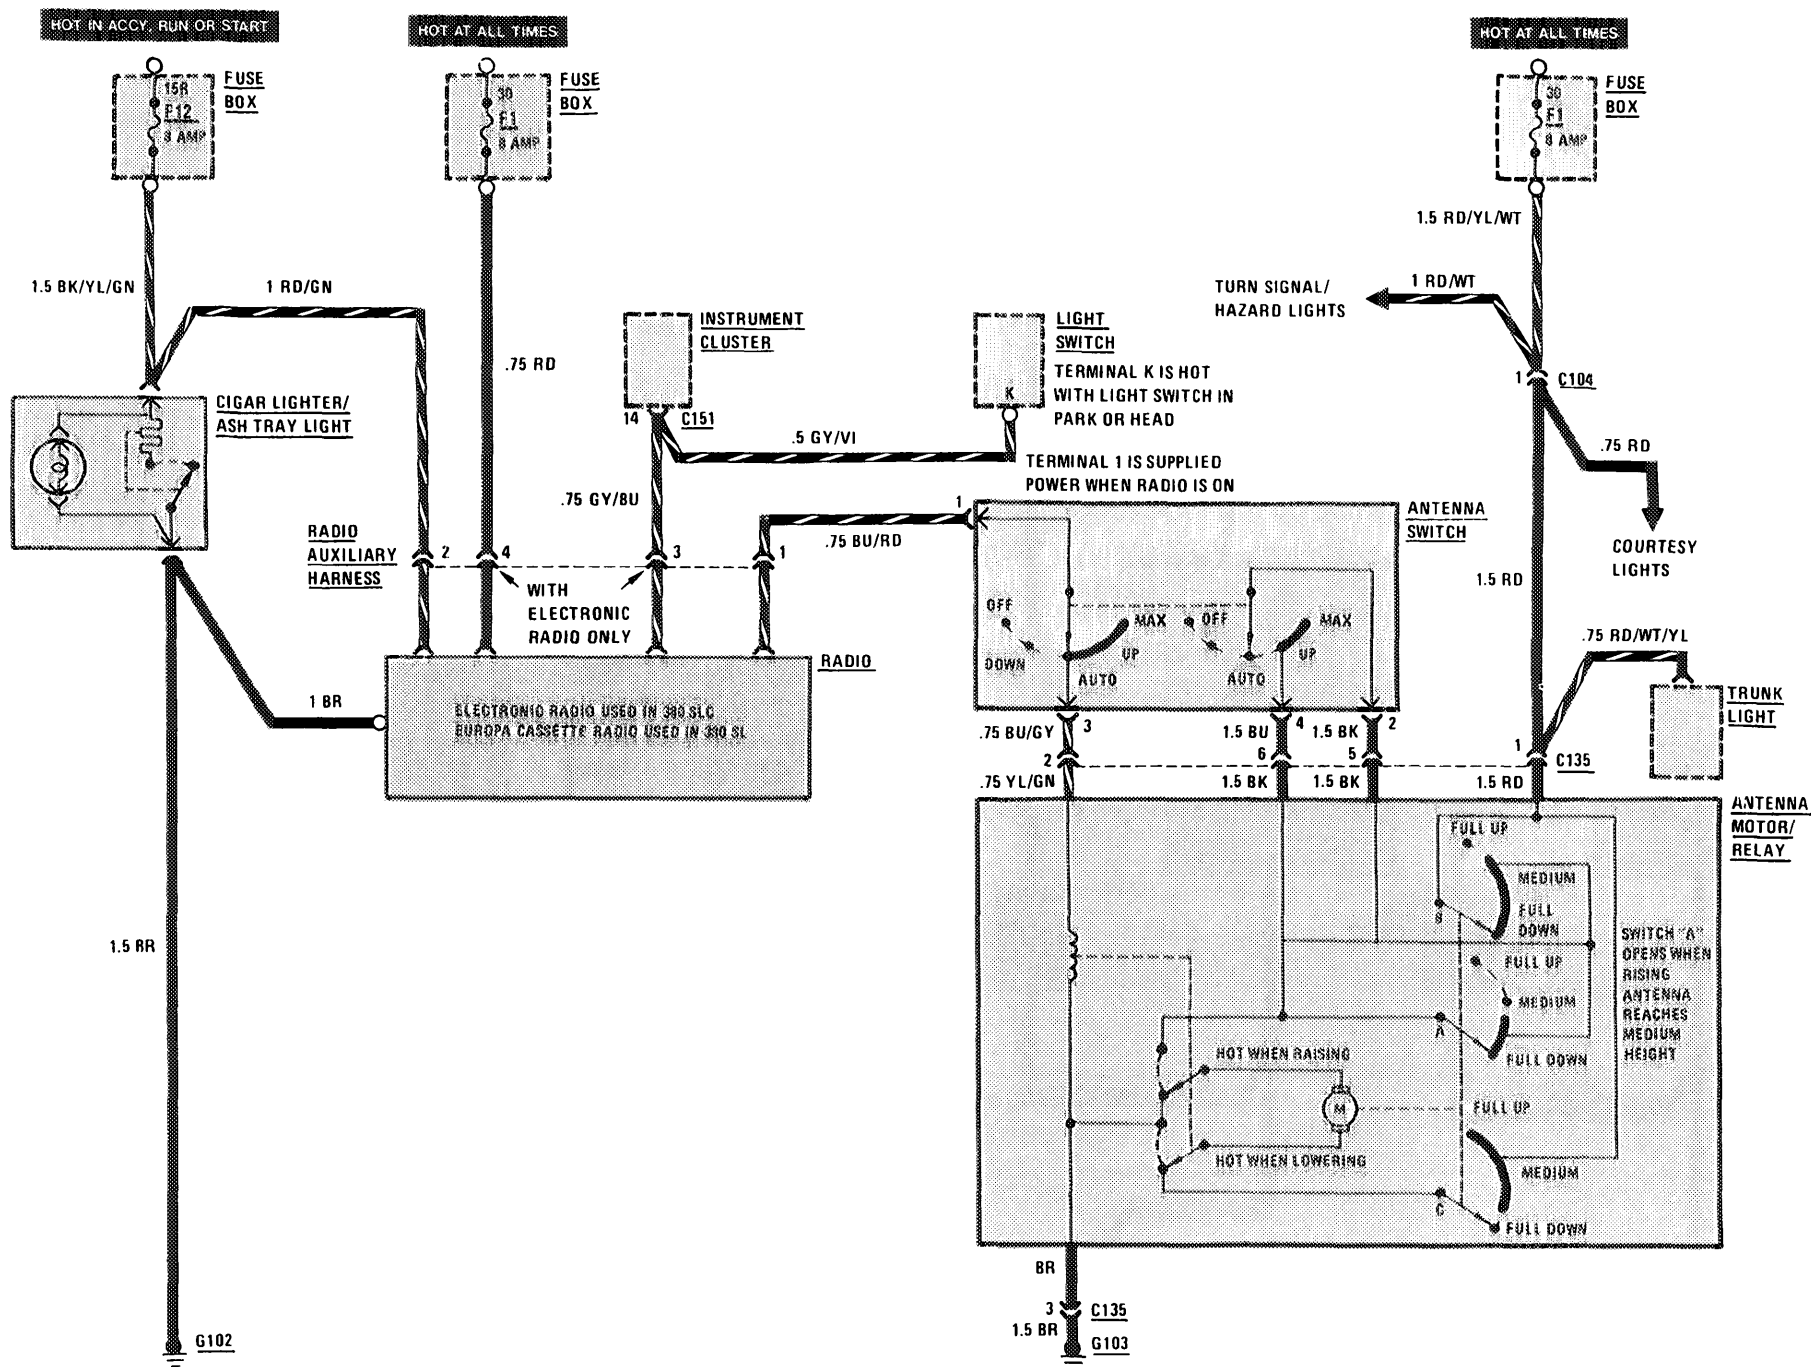 HOT IN ACCY, RUN OR START
HOT AT ALL TIMES
HOT AT ALL TIMES
15R
F12
8 AMP
FUSE
BOX
30
F1
8 AMP
FUSE
BOX
30
F1
8 AMP
FUSE
BOX
1.5 BK/YL/GN
1 RD/GN
.75 RD
1.5 RD/YL/WT
TURN SIGNAL/
HAZARD LIGHTS
1 RD/WT
1
C104
.75 RD
COURTESY
LIGHTS
INSTRUMENT
CLUSTER
14
C151
LIGHT
SWITCH
K
TERMINAL K IS HOT
WITH LIGHT SWITCH IN
PARK OR HEAD
.5 GY/VI
.75 GY/BU
TERMINAL 1 IS SUPPLIED
POWER WHEN RADIO IS ON
CIGAR LIGHTER/
ASH TRAY LIGHT
RADIO
AUXILIARY
HARNESS
2
4
3
1
WITH
ELECTRONIC
RADIO ONLY
.75 BU/RD
1
ANTENNA
SWITCH
OFF
DOWN
AUTO
UP
MAX
OFF
AUTO
UP
MAX
1.5 RD
.75 RD/WT/YL
TRUNK
LIGHT
RADIO
ELECTRONIC RADIO USED IN 380 SLC
EUROPA CASSETTE RADIO USED IN 380 SL
1 BR
3
4
2
.75 BU/GY
1.5 BU
1.5 BK
2
6
5
1
C135
.75 YL/GN
1.5 BK
1.5 BK
1.5 RD
ANTENNA
MOTOR/
RELAY
FULL UP
MEDIUM
FULL
DOWN
B
FULL UP
MEDIUM
FULL DOWN
A
SWITCH "A"
OPENS WHEN
RISING
ANTENNA
REACHES
MEDIUM
HEIGHT
HOT WHEN RAISING
M
HOT WHEN LOWERING
FULL UP
MEDIUM
FULL DOWN
C
1.5 BR
BR
3
C135
1.5 BR
G103
G102